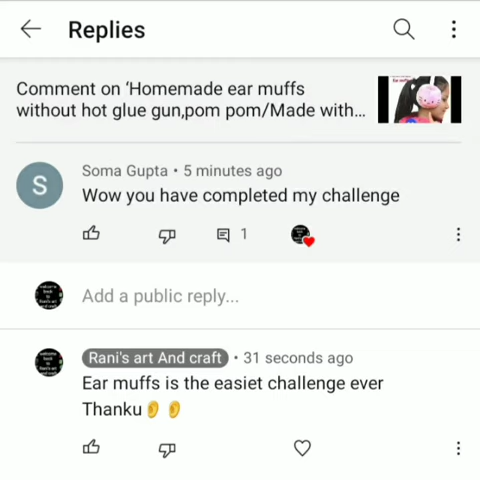 Replies
Comment on ‘Homemade ear muffs
without hot glue gun,pom pom/Made with...
S
Soma Gupta • 5 minutes ago
Wow you have completed my challenge
1
Add a public reply...
Rani's art And craft • 31 seconds ago
Ear muffs is the easiet challenge ever
Thanku👂👂